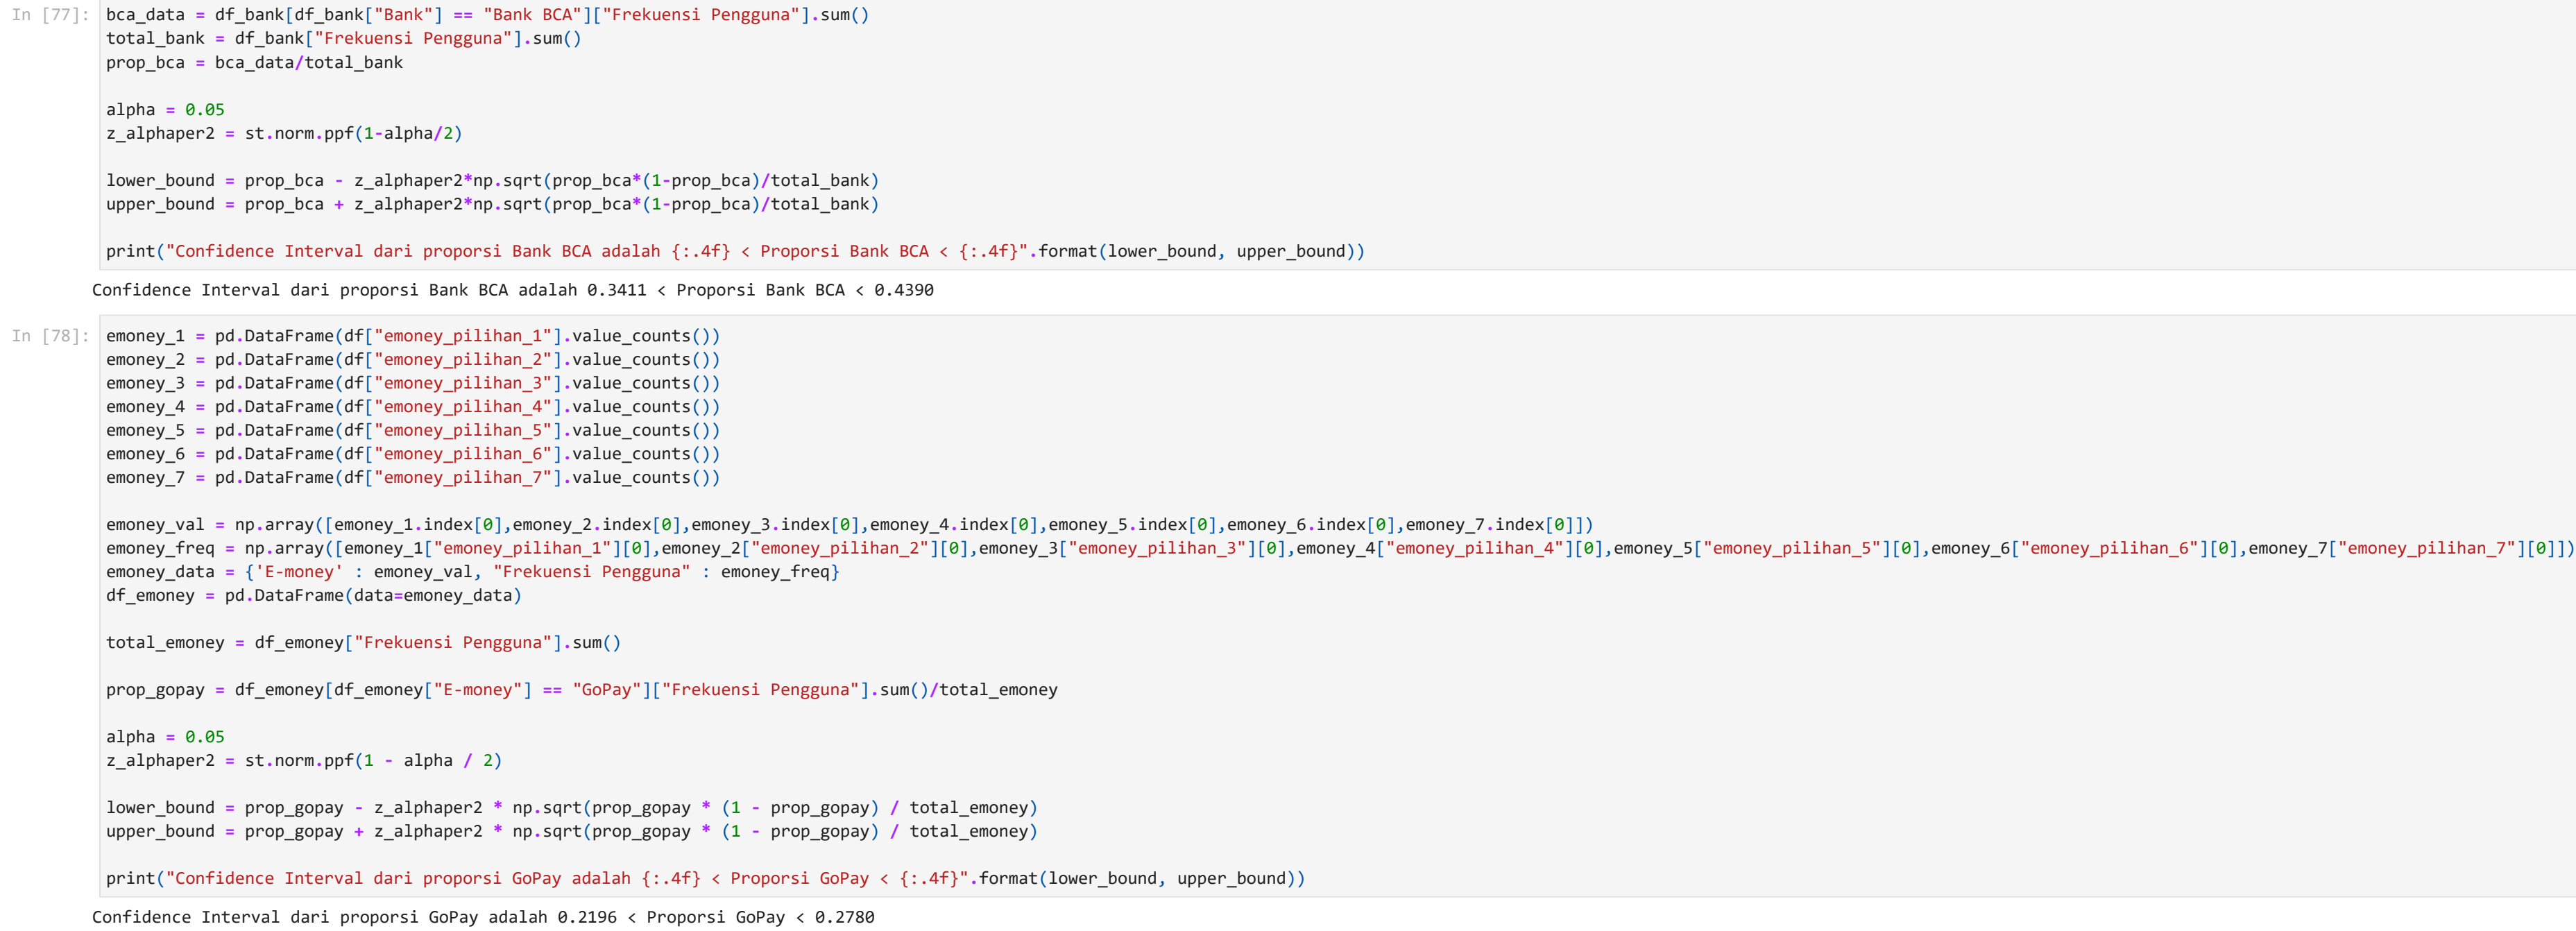 In [77]: bca_data = df_bank[df_bank["Bank"] == "Bank BCA"]["Frekuensi Pengguna"].sum()
total_bank = df_bank["Frekuensi Pengguna"].sum()
prop_bca = bca_data/total_bank
alpha = 0.05
z_alphaper2 = st.norm.ppf(1-alpha/2)
lower_bound = prop_bca - z_alphaper2*np.sqrt(prop_bca*(1-prop_bca)/total_bank)
upper_bound = prop_bca + z_alphaper2*np.sqrt(prop_bca*(1-prop_bca)/total_bank)
print("Confidence Interval dari proporsi Bank BCA adalah {:.4f} < Proporsi Bank BCA < {:.4f}".format(lower_bound, upper_bound))
Confidence Interval dari proporsi Bank BCA adalah 0.3411 < Proporsi Bank BCA < 0.4390
In [78]: emoney_1 = pd.DataFrame(df["emoney_pilihan_1"].value_counts())
emoney_2 = pd.DataFrame(df["emoney_pilihan_2"].value_counts())
emoney_3 = pd.DataFrame(df["emoney_pilihan_3"].value_counts())
emoney_4 = pd.DataFrame(df["emoney_pilihan_4"].value_counts())
emoney_5 = pd.DataFrame(df["emoney_pilihan_5"].value_counts())
emoney_6 = pd.DataFrame(df["emoney_pilihan_6"].value_counts())
emoney_7 = pd.DataFrame(df["emoney_pilihan_7"].value_counts())
emoney_val = np.array([emoney_1.index[0],emoney_2.index[0],emoney_3.index[0],emoney_4.index[0],emoney_5.index[0],emoney_6.index[0],emoney_7.index[0]])
emoney_freq = np.array([emoney_1["emoney_pilihan_1"][0],emoney_2["emoney_pilihan_2"][0],emoney_3["emoney_pilihan_3"][0],emoney_4["emoney_pilihan_4"][0],emoney_5["emoney_pilihan_5"][0],emoney_6["emoney_pilihan_6"][0],emoney_7["emoney_pilihan_7"][0]])
emoney_data = {'E-money' : emoney_val, "Frekuensi Pengguna" : emoney_freq}
df_emoney = pd.DataFrame(data=emoney_data)
total_emoney = df_emoney["Frekuensi Pengguna"].sum()
prop_gopay = df_emoney[df_emoney["E-money"] == "GoPay"]["Frekuensi Pengguna"].sum()/total_emoney
alpha = 0.05
z_alphaper2 = st.norm.ppf(1 - alpha / 2)
lower_bound = prop_gopay - z_alphaper2 * np.sqrt(prop_gopay * (1 - prop_gopay) / total_emoney)
upper_bound = prop_gopay + z_alphaper2 * np.sqrt(prop_gopay * (1 - prop_gopay) / total_emoney)
print("Confidence Interval dari proporsi GoPay adalah {:.4f} < Proporsi GoPay < {:.4f}".format(lower_bound, upper_bound))
Confidence Interval dari proporsi GoPay adalah 0.2196 < Proporsi GoPay < 0.2780